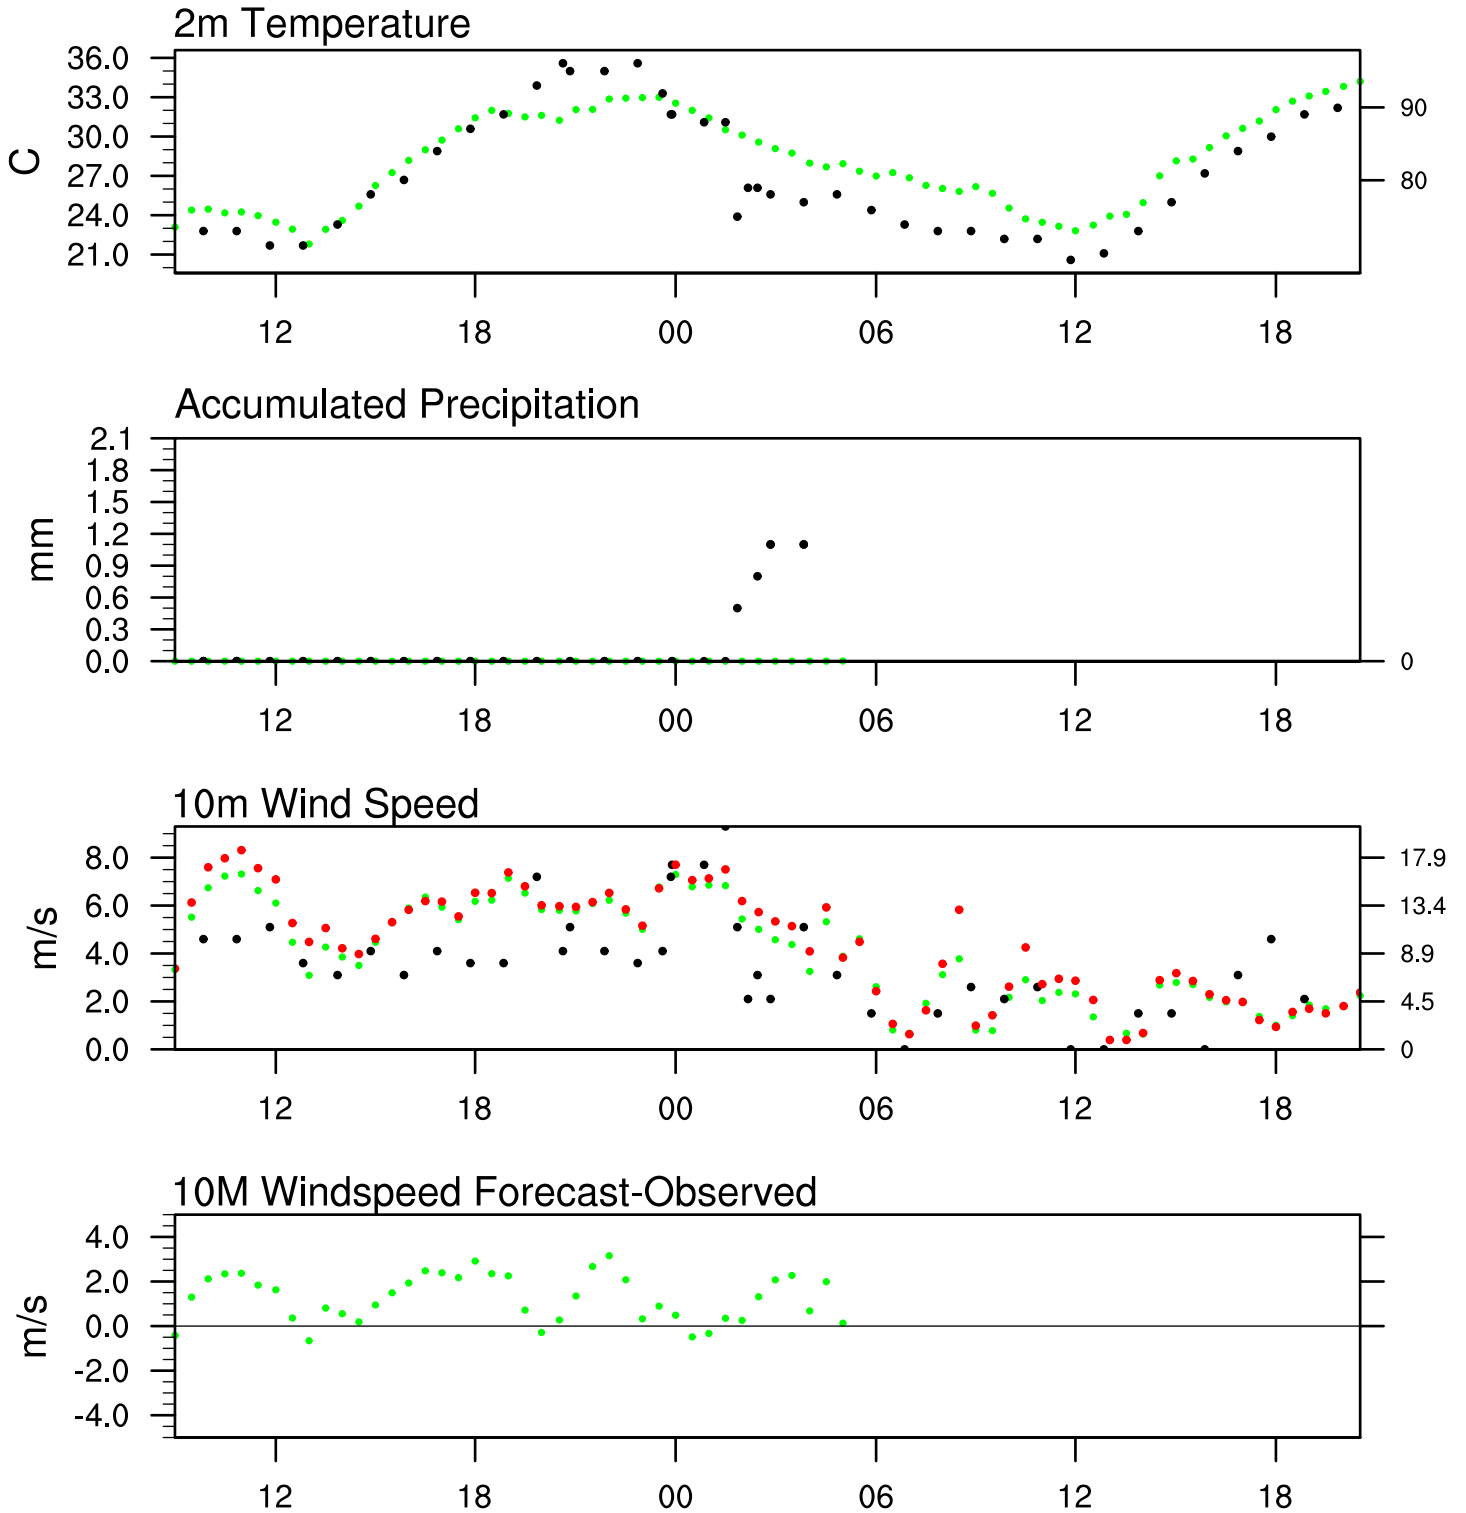 2m Temperature
36.0
33.0
30.0
27.0
24.0
21.0
C
90
80
12 18 00 06 12 18
Accumulated Precipitation
2.1
1.8
1.5
1.2
0.9
0.6
0.3
0.0
mm
0
12 18 00 06 12 18
10m Wind Speed
8.0
6.0
4.0
2.0
0.0
m/s
17.9
13.4
8.9
4.5
0
12 18 00 06 12 18
10M Windspeed Forecast-Observed
4.0
2.0
0.0
-2.0
-4.0
m/s
12 18 00 06 12 18